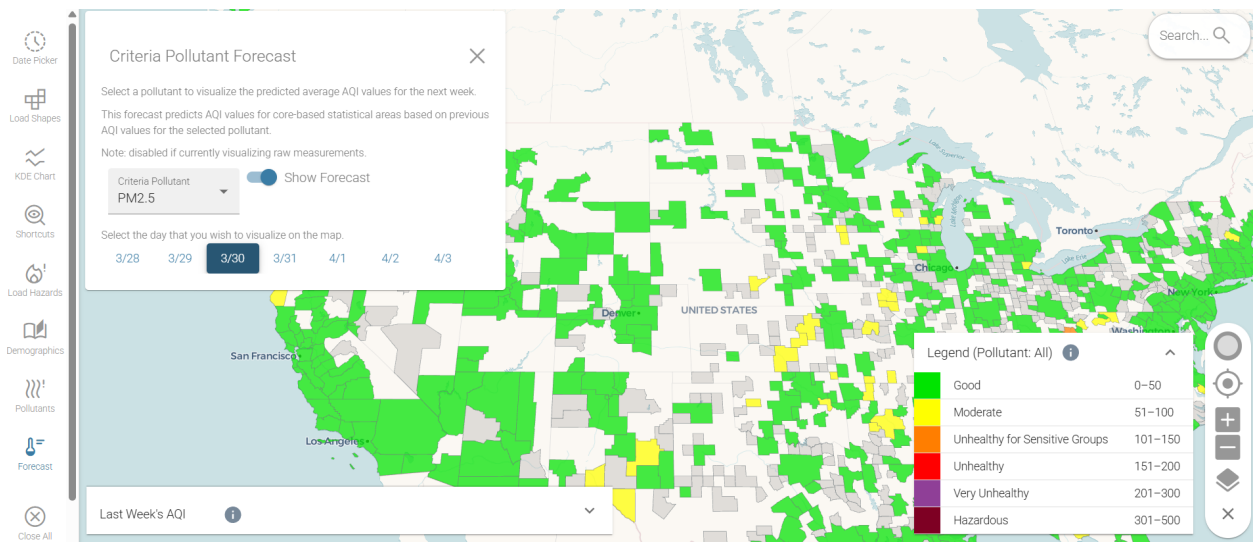 Date Picker
Load Shapes
KDE Chart
Shortcuts
Load Hazards
Demographics
Pollutants
Forecast
Close All
Criteria Pollutant Forecast
Select a pollutant to visualize the predicted average AQI values for the next week.
This forecast predicts AQI values for core-based statistical areas based on previous
AQI values for the selected pollutant.
Note: disabled if currently visualizing raw measurements.
Criteria Pollutant
PM2.5
Show Forecast
Select the day that you wish to visualize on the map.
3/28 3/29 3/30 3/31 4/1 4/2 4/3
Search...
Lake Superior
Toronto
Lake Erie
Chicago
New York
Washington
Denver
UNITED STATES
San Francisco
Los Angeles
Last Week's AQI
Legend (Pollutant: All)
Good 0–50
Moderate 51–100
Unhealthy for Sensitive Groups 101–150
Unhealthy 151–200
Very Unhealthy 201–300
Hazardous 301–500